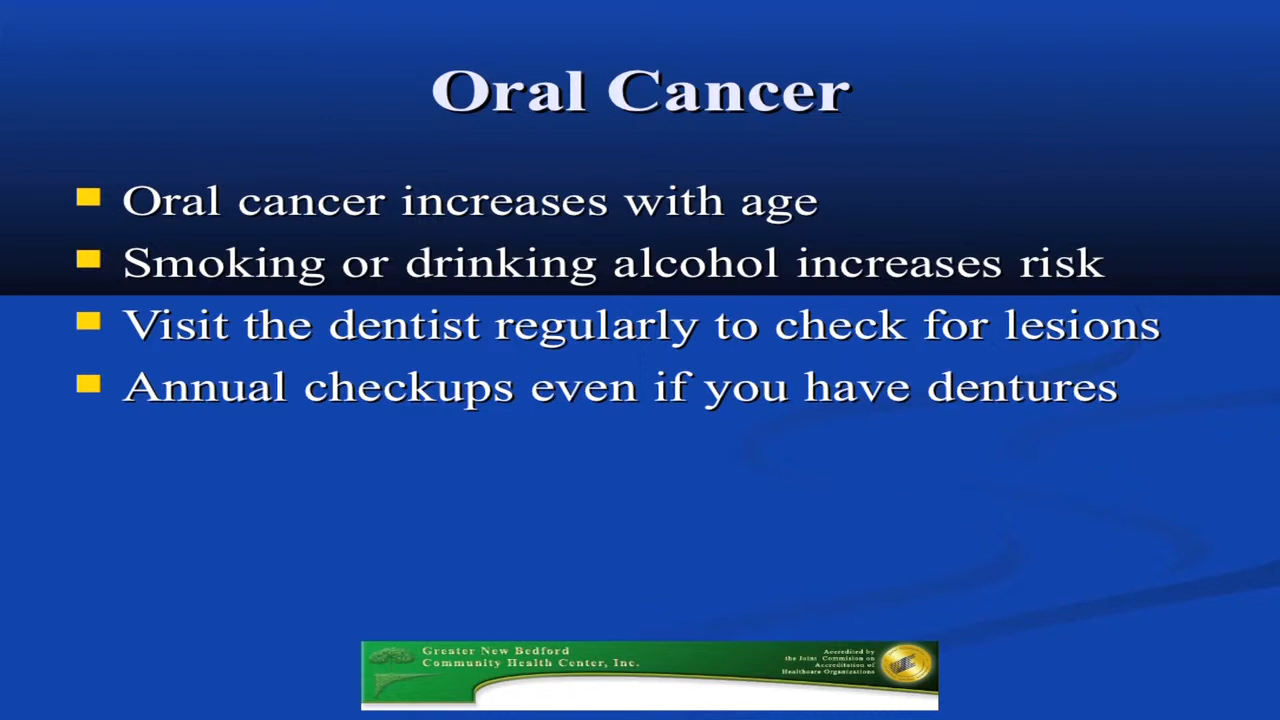 Oral Cancer
Oral cancer increases with age
Smoking or drinking alcohol increases risk
Visit the dentist regularly to check for lesions
Annual checkups even if you have dentures
Greater New Bedford
Community Health Center, Inc.
Accredited by
the Joint Commision on
Accreditation of
Healthcare Organizations